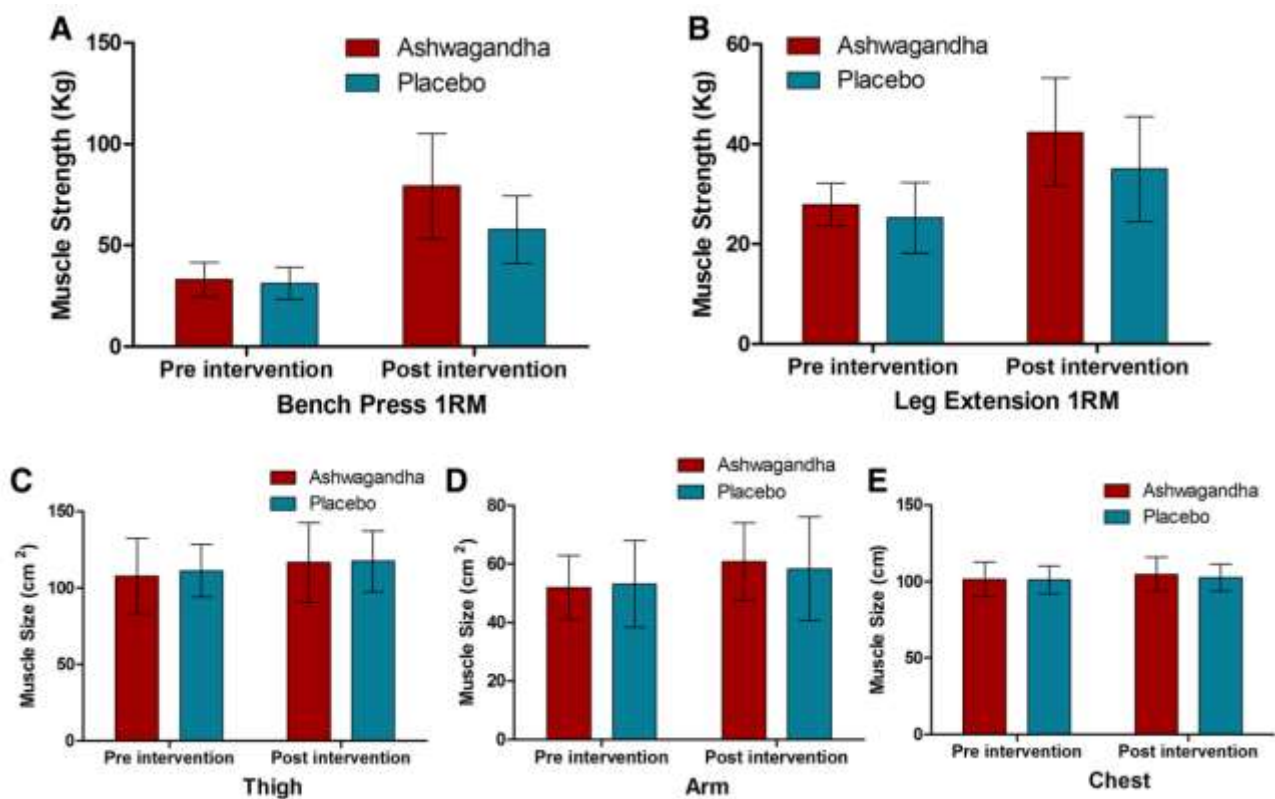 A
Muscle Strength (Kg)
150
100
50
0
Ashwagandha
Placebo
Pre intervention
Post intervention
Bench Press 1RM
B
Muscle Strength (Kg)
60
40
20
0
Ashwagandha
Placebo
Pre intervention
Post intervention
Leg Extension 1RM
C
Muscle Size (cm ²)
150
100
50
0
Ashwagandha
Placebo
Pre intervention
Post intervention
Thigh
D
Muscle Size (cm ²)
80
60
40
20
0
Ashwagandha
Placebo
Pre intervention
Post intervention
Arm
E
Muscle Size (cm)
150
100
50
0
Ashwagandha
Placebo
Pre intervention
Post intervention
Chest